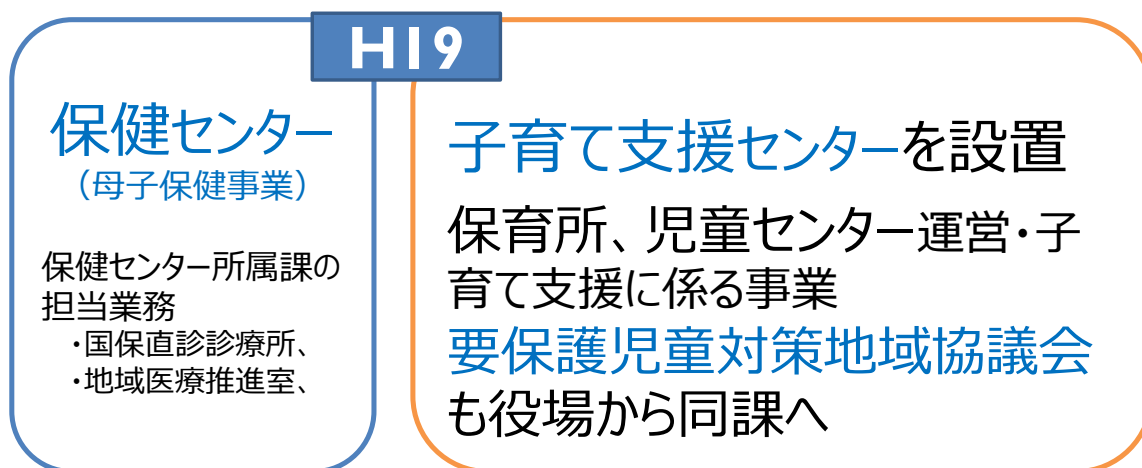 H19
保健センター
（母子保健事業）
保健センター所属課の
担当業務
・国保直診診療所、
・地域医療推進室、
子育て支援センターを設置
保育所、児童センター運営・子
育て支援に係る事業
要保護児童対策地域協議会
も役場から同課へ